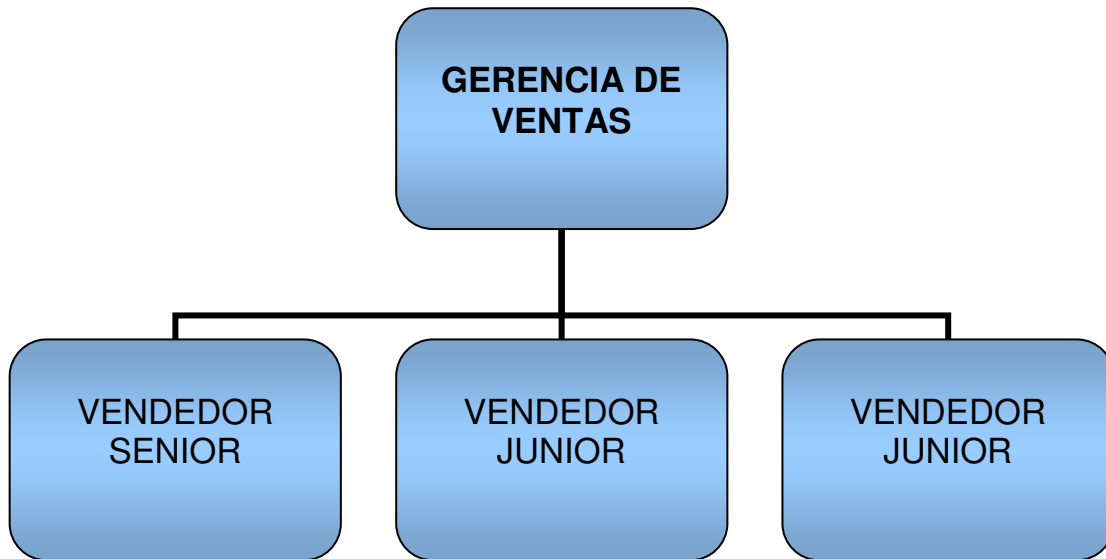 GERENCIA DE
VENTAS
VENDEDOR
SENIOR
VENDEDOR
JUNIOR
VENDEDOR
JUNIOR